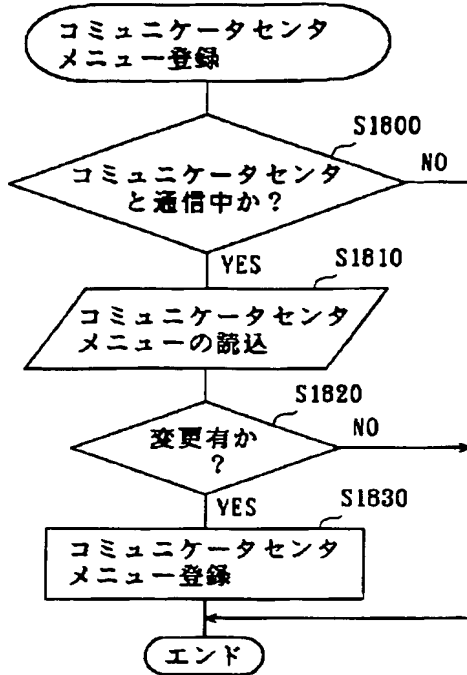 コミュニケータセンタ
メニュー登録
S1800
NO
コミュニケータセンタ
と通信中か？
YES
S1810
コミュニケータセンタ
メニューの読込
S1820
NO
変更有か
？
YES
S1830
コミュニケータセンタ
メニュー登録
エンド